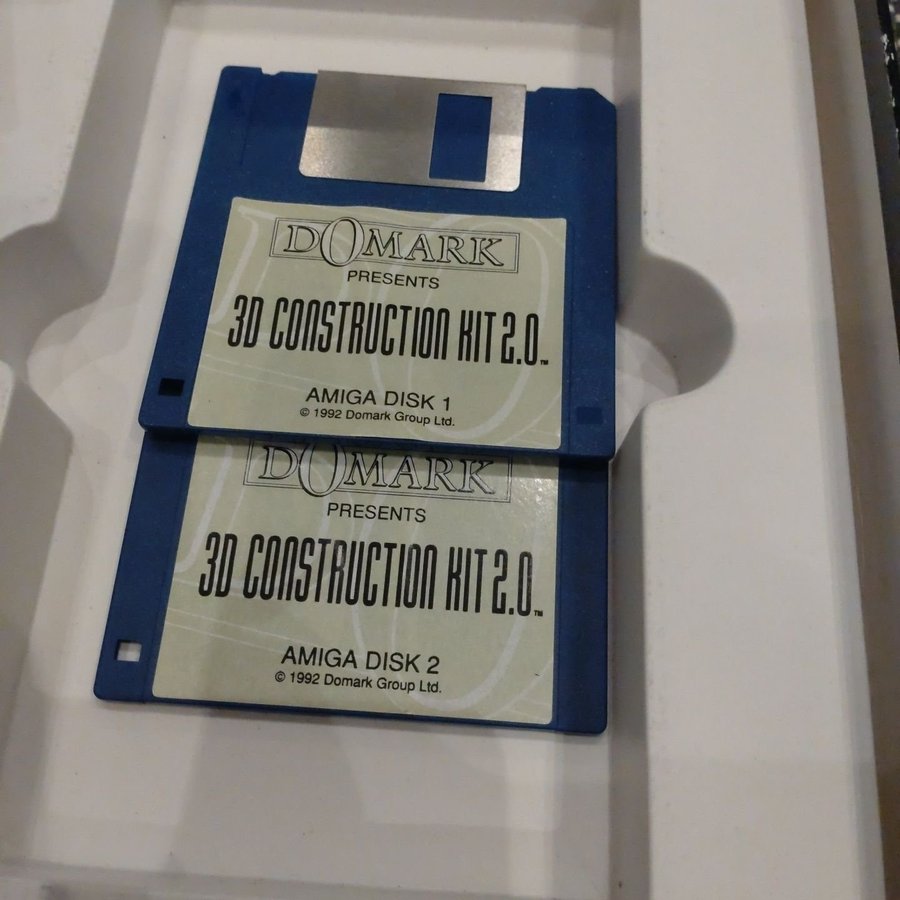 DOMARK
PRESENTS
3D CONSTRUCTION KIT 2.0™
AMIGA DISK 1
© 1992 Domark Group Ltd.
DOMARK
PRESENTS
3D CONSTRUCTION KIT 2.0™
AMIGA DISK 2
© 1992 Domark Group Ltd.